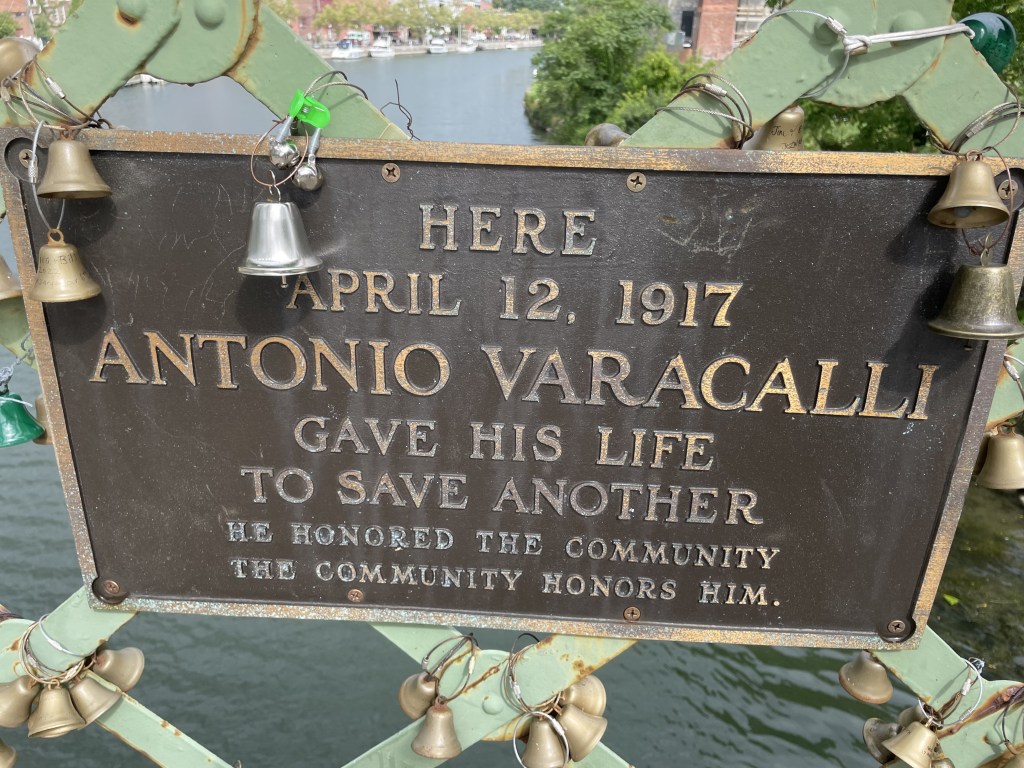 HERE
APRIL 12, 1917
ANTONIO VARACALLI
GAVE HIS LIFE
TO SAVE ANOTHER
HE HONORED THE COMMUNITY
THE COMMUNITY HONORS HIM.